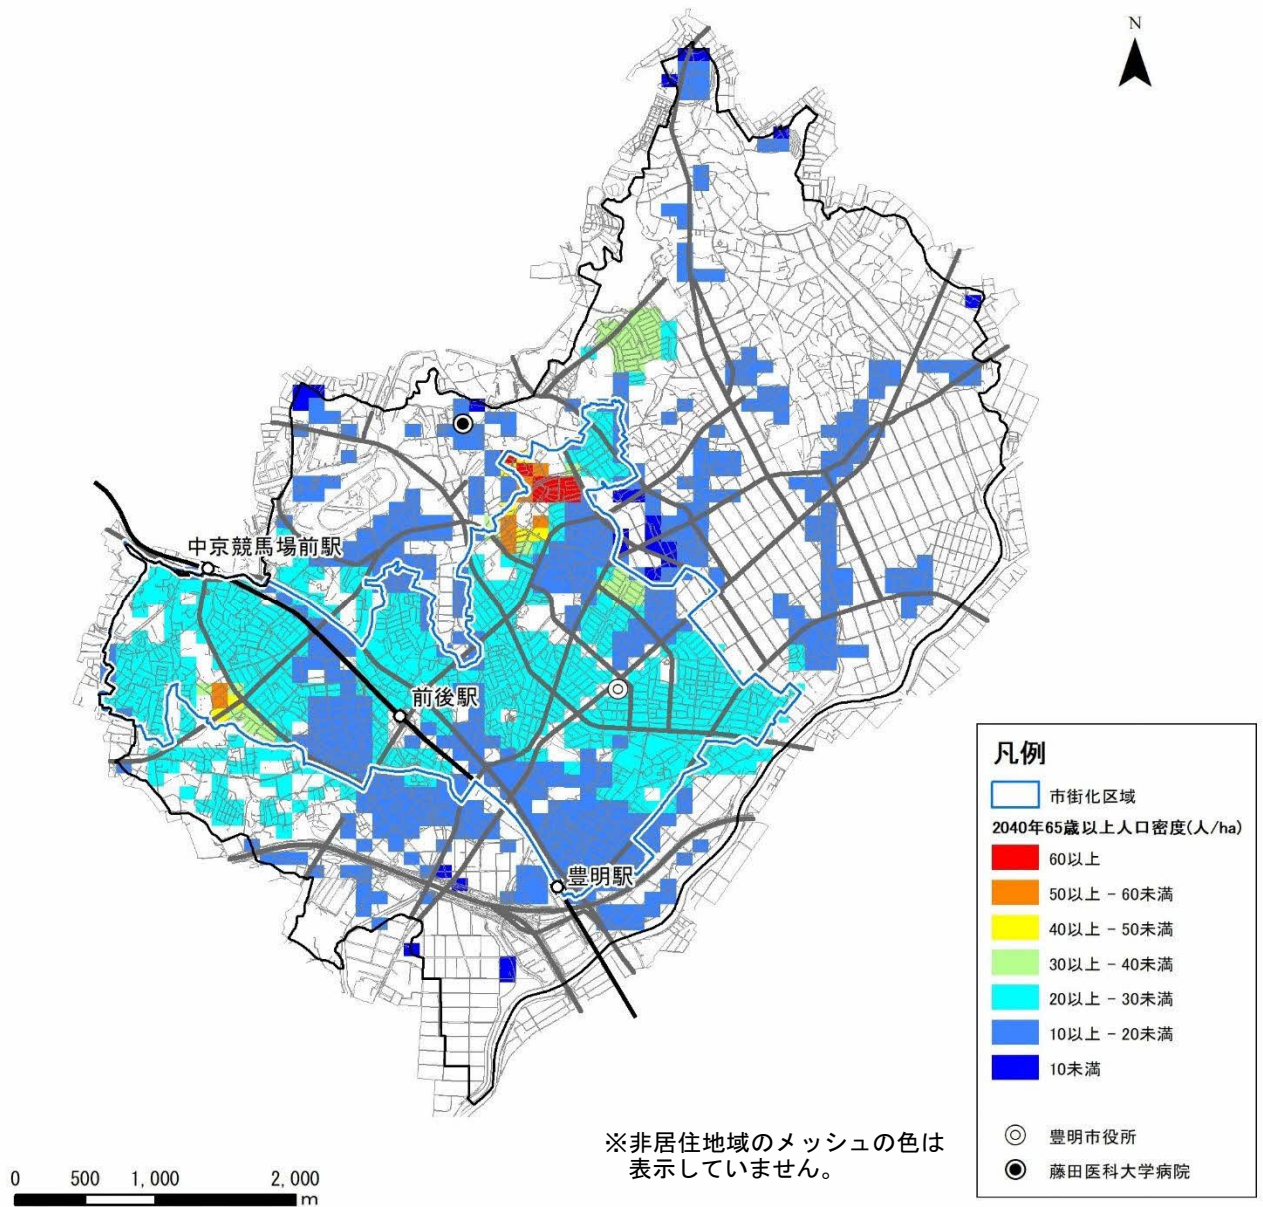 N
中京競馬場前駅
前後駅
豊明駅
凡例
市街化区域
2040年65歳以上人口密度(人/ha)
60以上
50以上 - 60未満
40以上 - 50未満
30以上 - 40未満
20以上 - 30未満
10以上 - 20未満
10未満
豊明市役所
藤田医科大学病院
※非居住地域のメッシュの色は
表示していません。
0 500 1,000 2,000
m